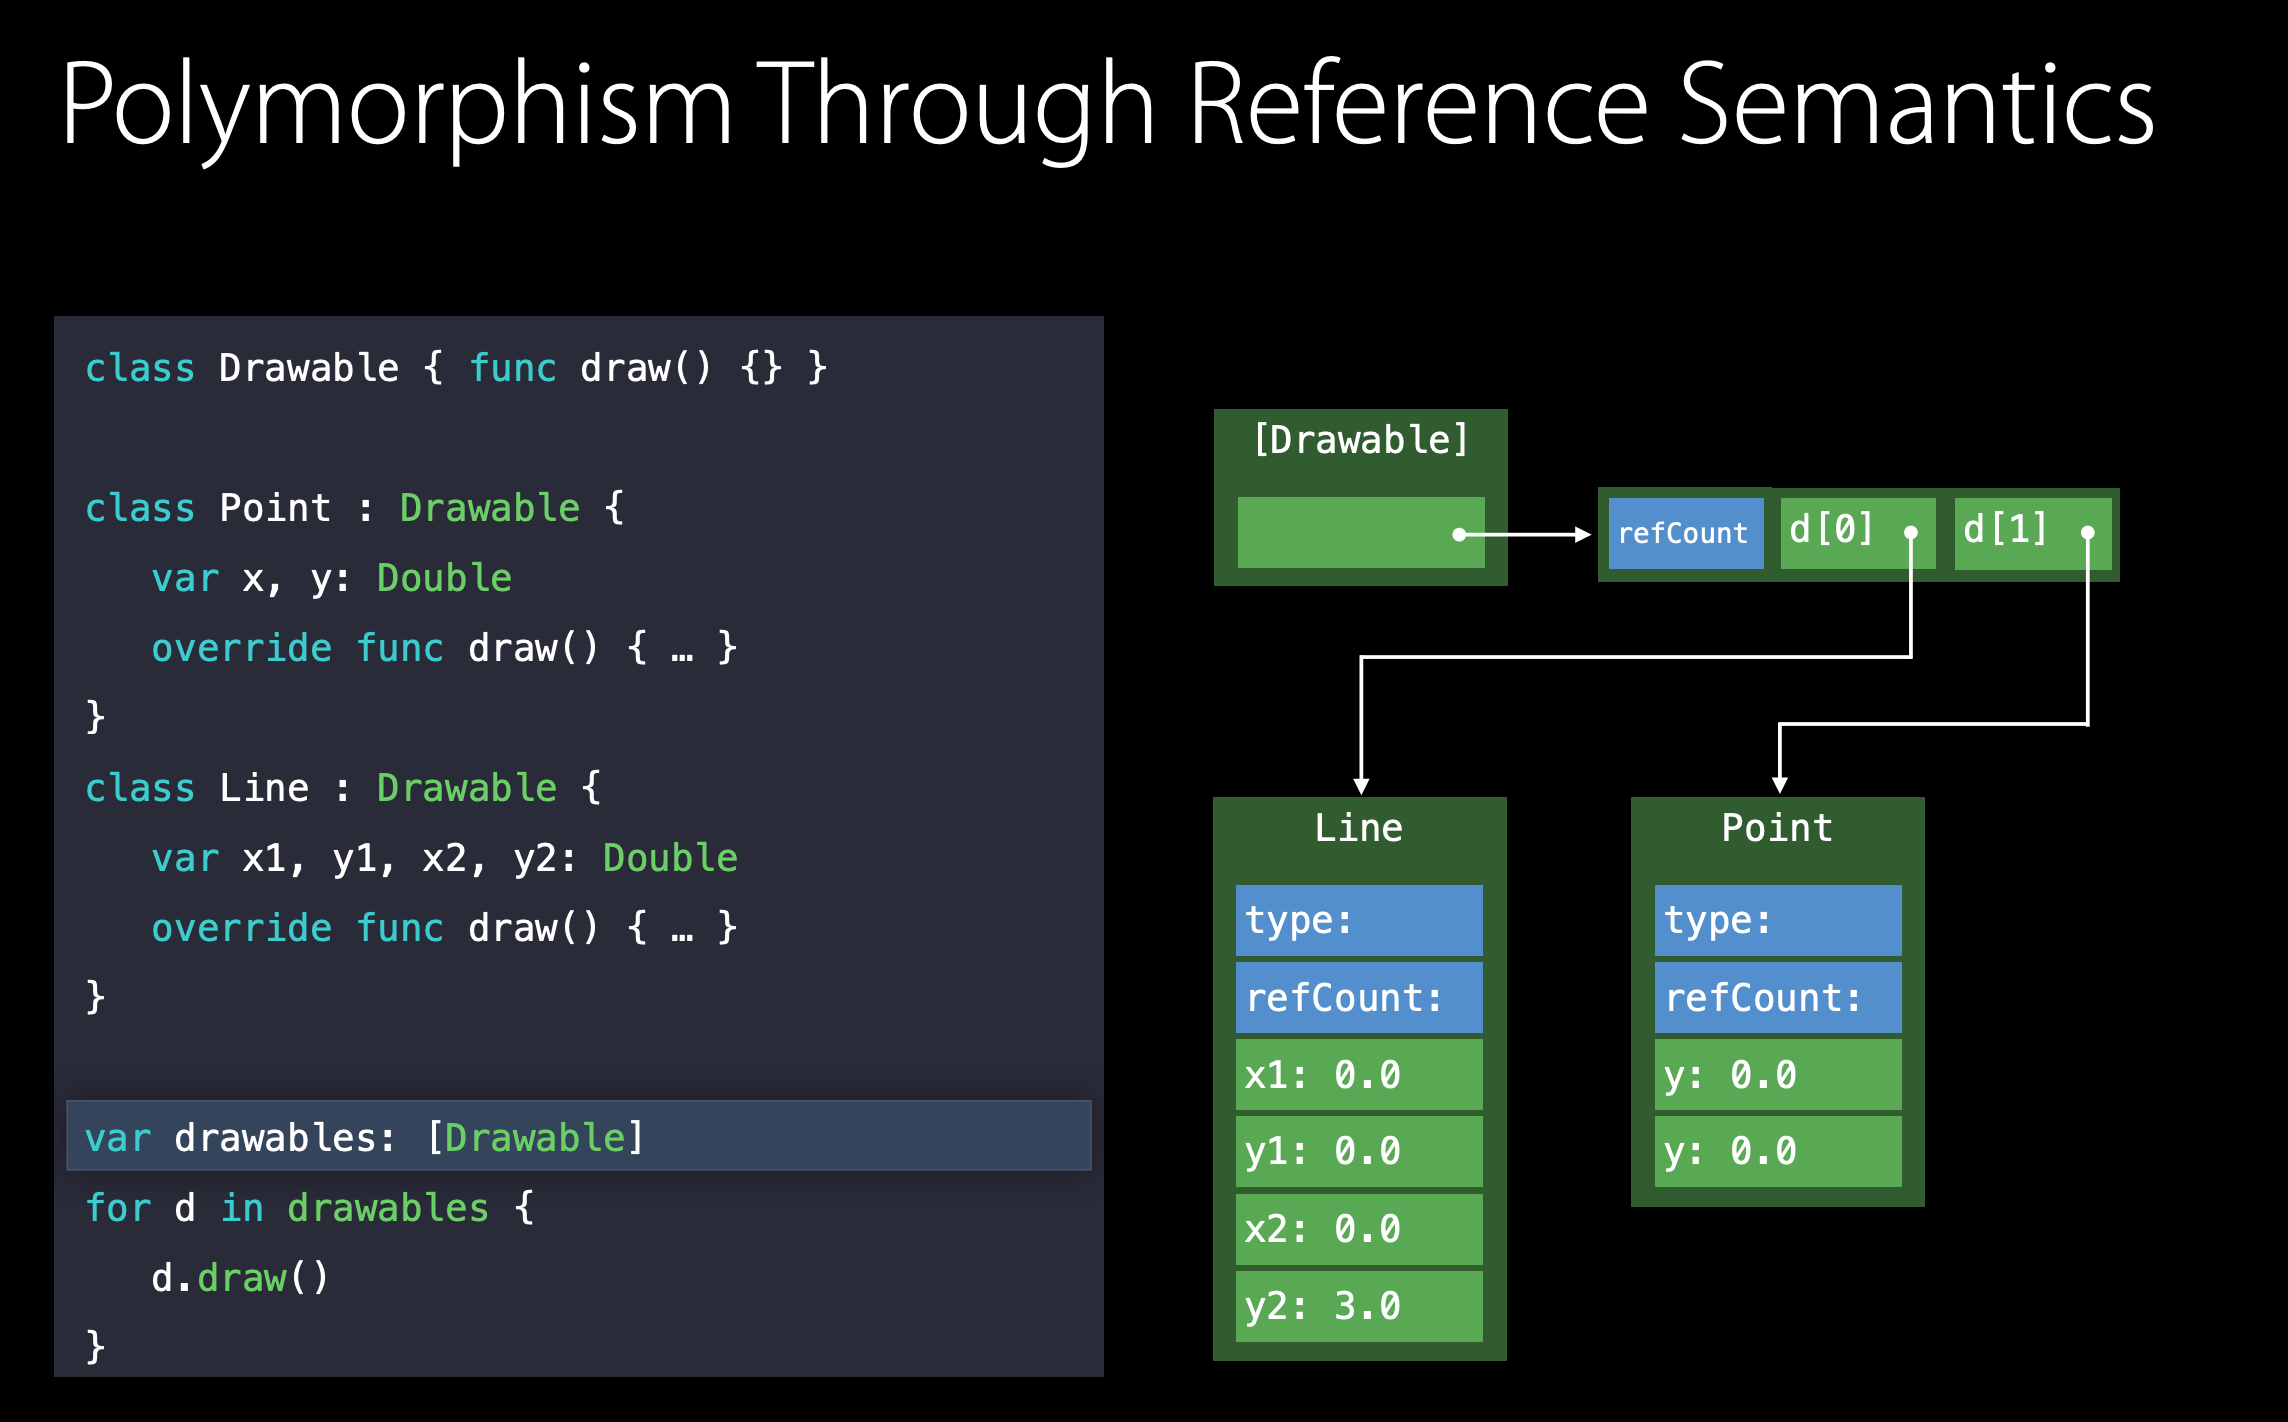 Polymorphism Through Reference Semantics
class Drawable { func draw() {} }
class Point : Drawable {
var x, y: Double
override func draw() { … }
}
class Line : Drawable {
var x1, y1, x2, y2: Double
override func draw() { … }
}
var drawables: [Drawable]
for d in drawables {
d.draw()
}
[Drawable]
refCount
d[0]
d[1]
Line
type:
refCount:
x1: 0.0
y1: 0.0
x2: 0.0
y2: 3.0
Point
type:
refCount:
y: 0.0
y: 0.0